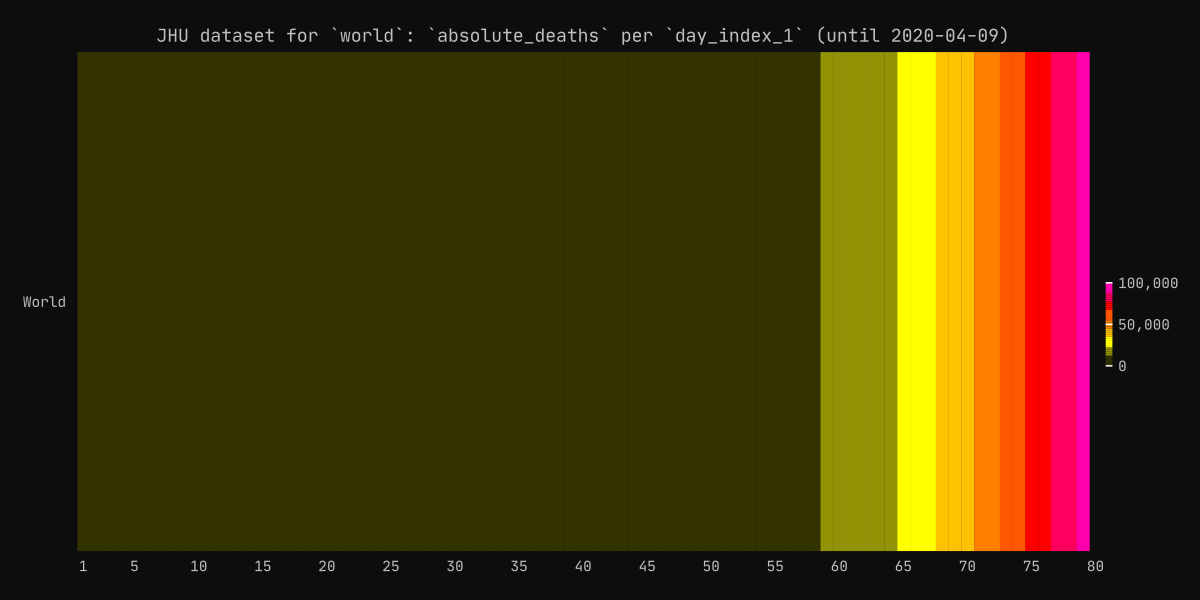 JHU dataset for `world`: `absolute_deaths` per `day_index_1` (until 2020-04-09)
World
100,000
50,000
0
1 5 10 15 20 25 30 35 40 45 50 55 60 65 70 75 80